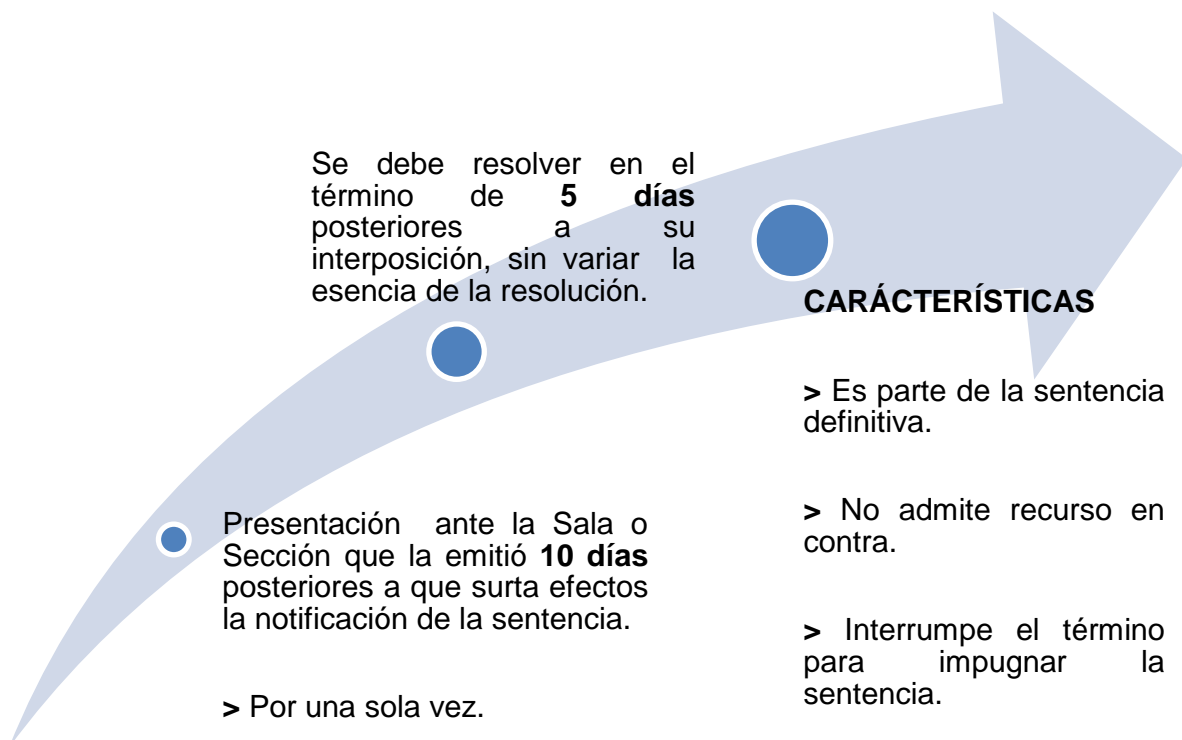 Se debe resolver en el
término de 5 días
posteriores a su
interposición, sin variar la
esencia de la resolución.
CARÁCTERÍSTICAS
> Es parte de la sentencia
definitiva.
> No admite recurso en
contra.
> Interrumpe el término
para impugnar la
sentencia.
Presentación ante la Sala o
Sección que la emitió 10 días
posteriores a que surta efectos
la notificación de la sentencia.
> Por una sola vez.